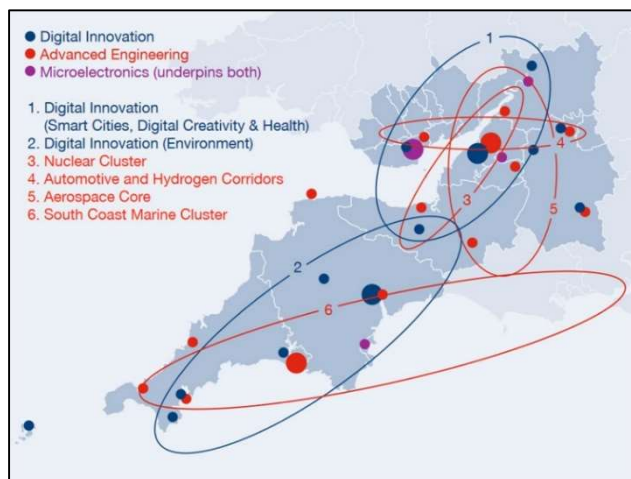 Digital Innovation
Advanced Engineering
Microelectronics (underpins both)
1. Digital Innovation
(Smart Cities, Digital Creativity & Health)
2. Digital Innovation (Environment)
3 Nuclear Cluster
4 Automotive and Hydrogen Corridors
5 Aerospace Core
6 South Coast Marine Cluster
1
4
3
5
2
6